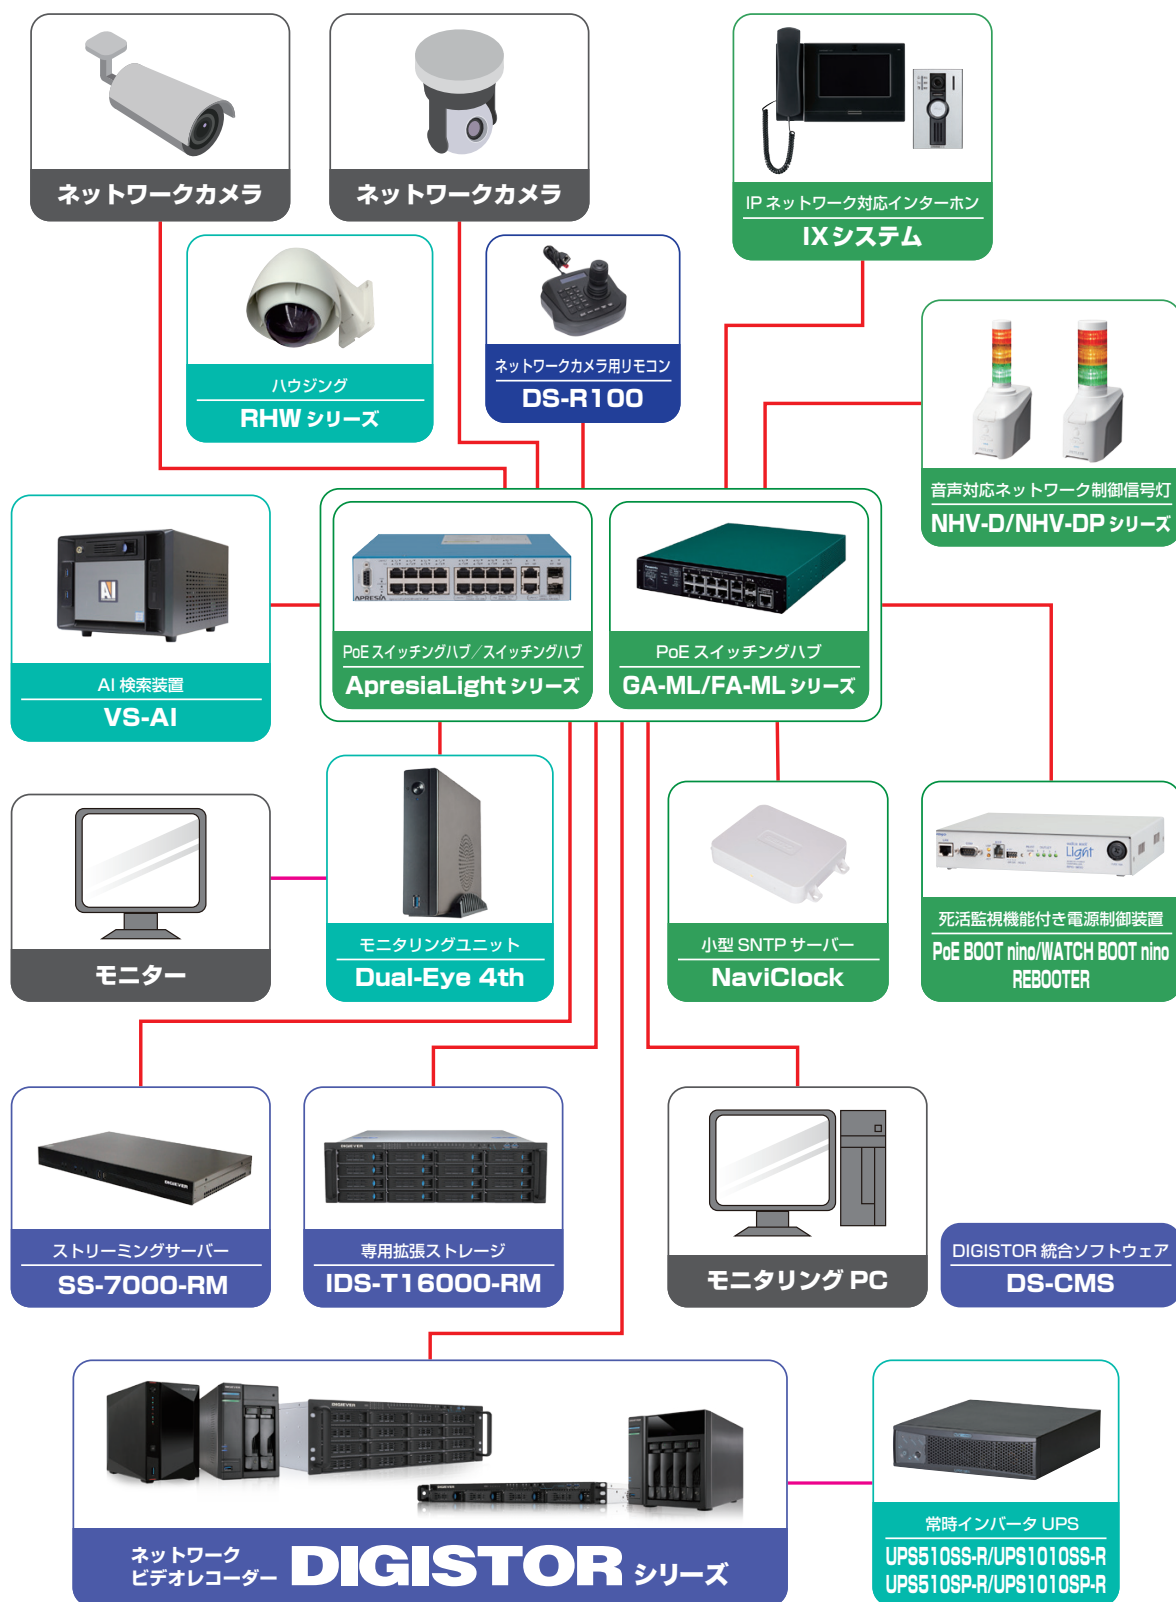 ネットワークカメラ
ネットワークカメラ
IP ネットワーク対応インターホン
IXシステム
ハウジング
RHW シリーズ
ネットワークカメラ用リモコン
DS-R100
音声対応ネットワーク制御信号灯
NHV-D/NHV-DP シリーズ
AI 検索装置
VS-AI
APRESIA
PoE スイッチングハブ／スイッチングハブ
ApresiaLight シリーズ
PoE スイッチングハブ
GA-ML/FA-ML シリーズ
モニター
モニタリングユニット
Dual-Eye 4th
小型 SNTP サーバー
NaviClock
Light
死活監視機能付き電源制御装置
PoE BOOT nino/WATCH BOOT nino
REBOOTER
DIGIEVER
ストリーミングサーバー
SS-7000-RM
DIGIEVER
専用拡張ストレージ
IDS-T16000-RM
モニタリング PC
DIGISTOR 統合ソフトウェア
DS-CMS
DIGIEVER
ネットワーク
ビデオレコーダー
DIGISTOR シリーズ
常時インバータ UPS
UPS510SS-R/UPS1010SS-R
UPS510SP-R/UPS1010SP-R